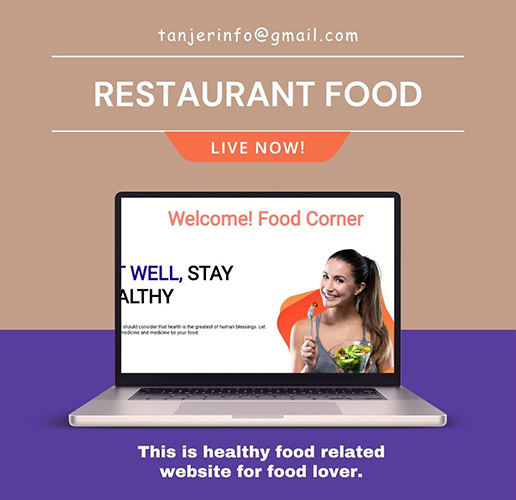 tanjerinfo@gmail.com
RESTAURANT FOOD
LIVE NOW!
Welcome! Food Corner
T WELL, STAY
ALTHY
should consider that health is the greatest of human blessings. Let
medicine and medicine be your food.
This is healthy food related
website for food lover.